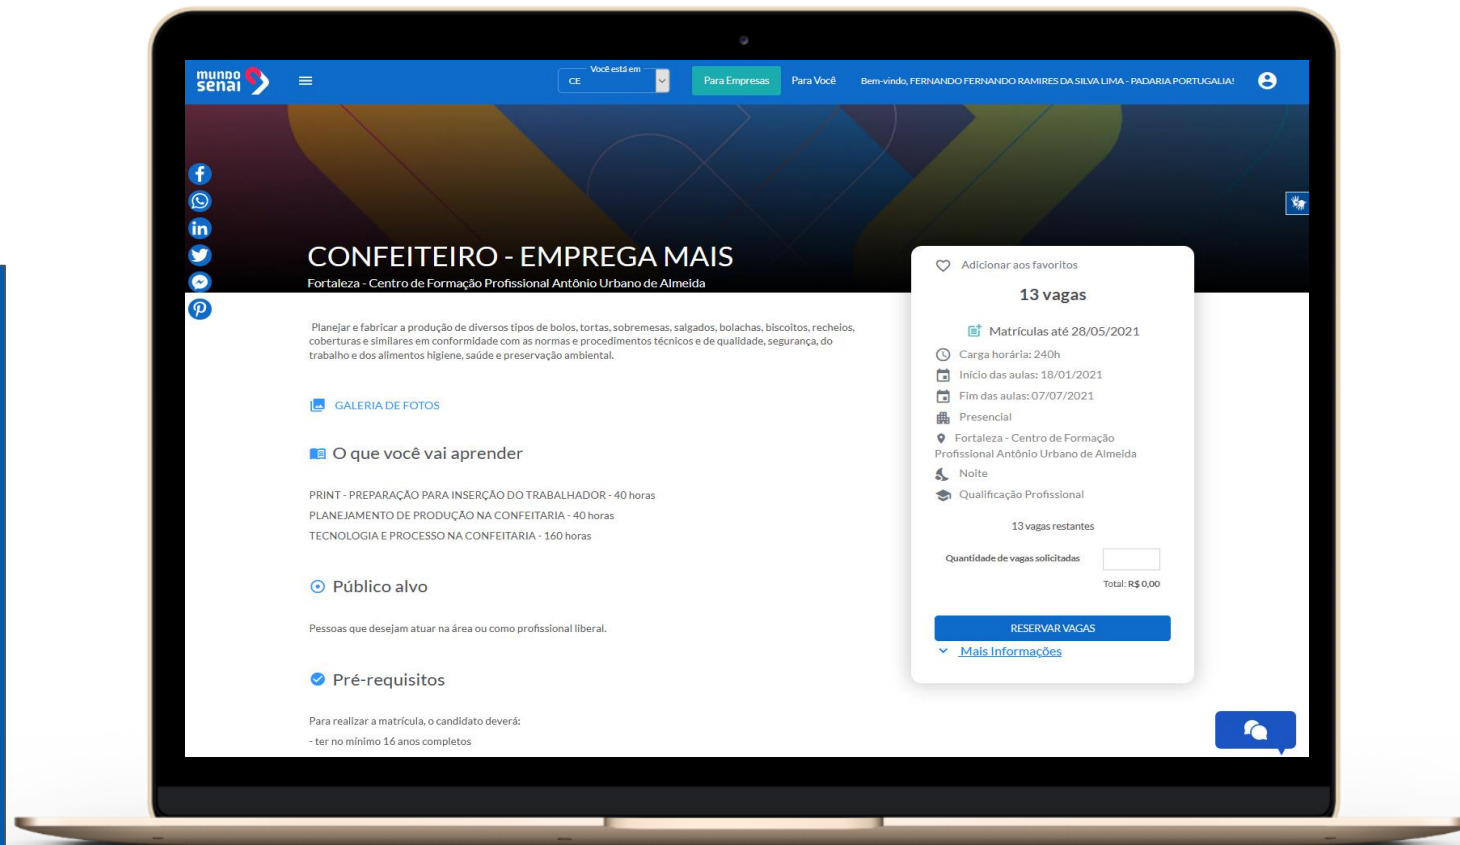 mundo
senai
Você está em
CE
Para Empresas
Para Você
Bem-vindo, FERNANDO FERNANDO RAMIRES DA SILVA LIMA - PADARIA PORTUGALIA!
CONFEITEIRO - EMPREGA MAIS
Fortaleza - Centro de Formação Profissional Antônio Urbano de Almeida
Planejar e fabricar a produção de diversos tipos de bolos, tortas, sobremesas, salgados, bolachas, biscoitos, recheios,
coberturas e similares em conformidade com as normas e procedimentos técnicos e de qualidade, segurança, do
trabalho e dos alimentos higiene, saúde e preservação ambiental.
GALERIA DE FOTOS
O que você vai aprender
PRINT - PREPARAÇÃO PARA INSERÇÃO DO TRABALHADOR - 40 horas
PLANEJAMENTO DE PRODUÇÃO NA CONFEITARIA - 40 horas
TECNOLOGIA E PROCESSO NA CONFEITARIA - 160 horas
Público alvo
Pessoas que desejam atuar na área ou como profissional liberal.
Pré-requisitos
Para realizar a matrícula, o candidato deverá:
- ter no mínimo 16 anos completos
Adicionar aos favoritos
13 vagas
Matrículas até 28/05/2021
Carga horária: 240h
Início das aulas: 18/01/2021
Fim das aulas: 07/07/2021
Presencial
Fortaleza - Centro de Formação
Profissional Antônio Urbano de Almeida
Noite
Qualificação Profissional
13 vagas restantes
Quantidade de vagas solicitadas
Total: R$ 0,00
RESERVAR VAGAS
Mais Informações